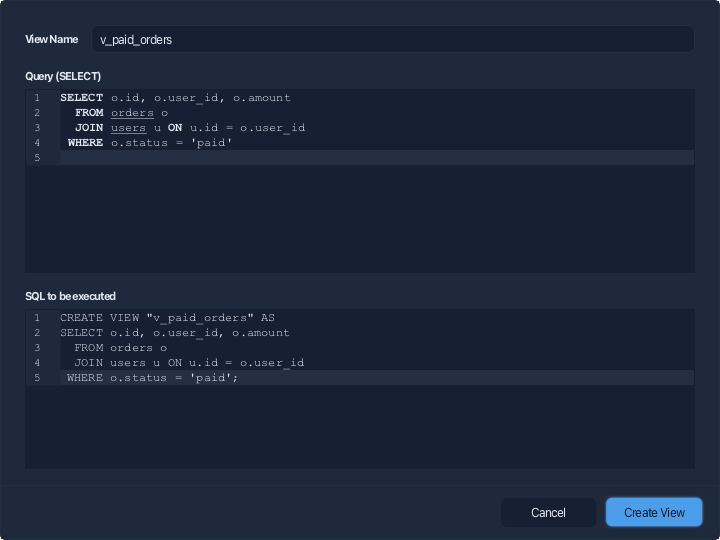 View Name
v_paid_orders
Query (SELECT)
1 SELECT o.id, o.user_id, o.amount
2 FROM orders o
3 JOIN users u ON u.id = o.user_id
4 WHERE o.status = 'paid'
5
SQL to be executed
1 CREATE VIEW "v_paid_orders" AS
2 SELECT o.id, o.user_id, o.amount
3 FROM orders o
4 JOIN users u ON u.id = o.user_id
5 WHERE o.status = 'paid';
Cancel
Create View